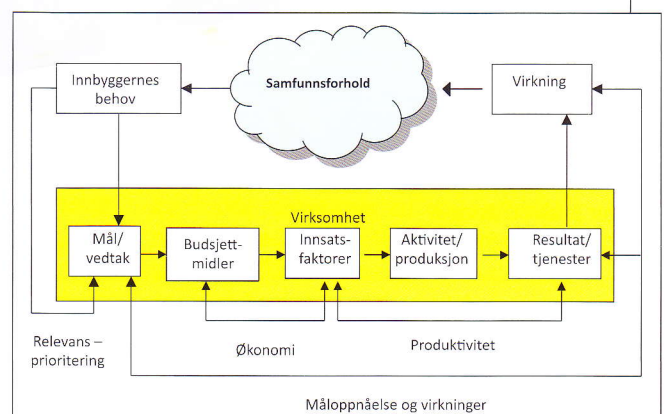 Innbyggernes
behov
Samfunnsforhold
Virkning
Virksomhet
Mål/
vedtak
Budsjett-
midler
Innsats-
faktorer
Aktivitet/
produksjon
Resultat/
tjenester
Relevans –
prioritering
Økonomi
Produktivitet
Måloppnåelse og virkninger